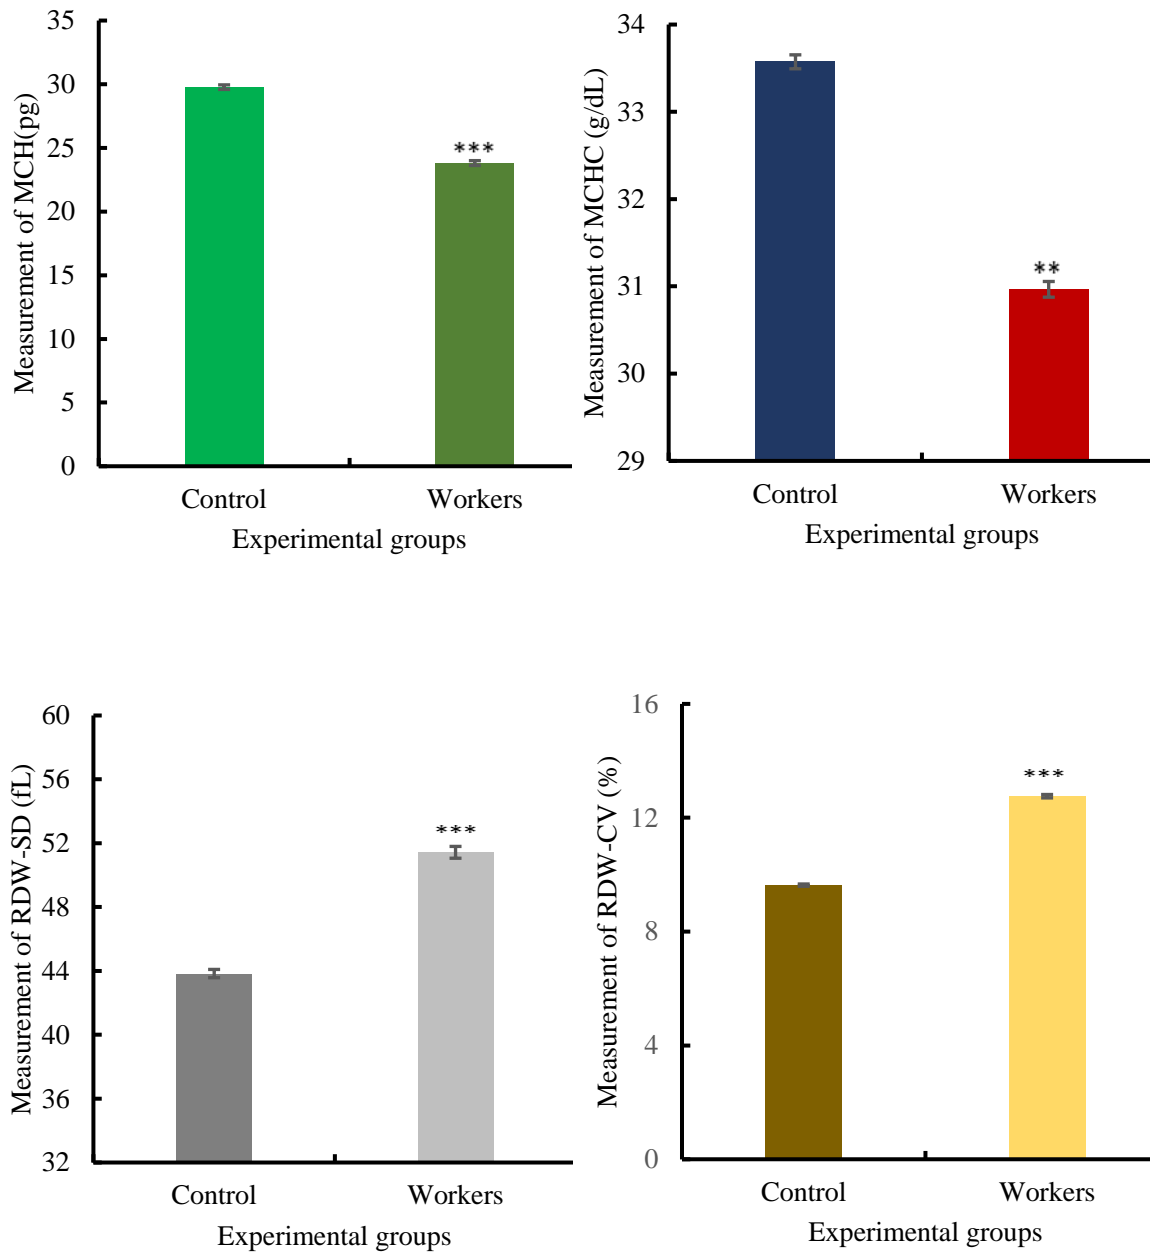 Measurement of MCH(pg)
35
30
25
20
15
10
5
0
***
Control Workers
Experimental groups
Measurement of MCHC (g/dL)
34
33
32
31
30
29
**
Control Workers
Experimental groups
Measurement of RDW-SD (fL)
60
56
52
48
44
40
36
32
***
Control Workers
Experimental groups
Measurement of RDW-CV (%)
16
12
8
4
0
***
Control Workers
Experimental groups